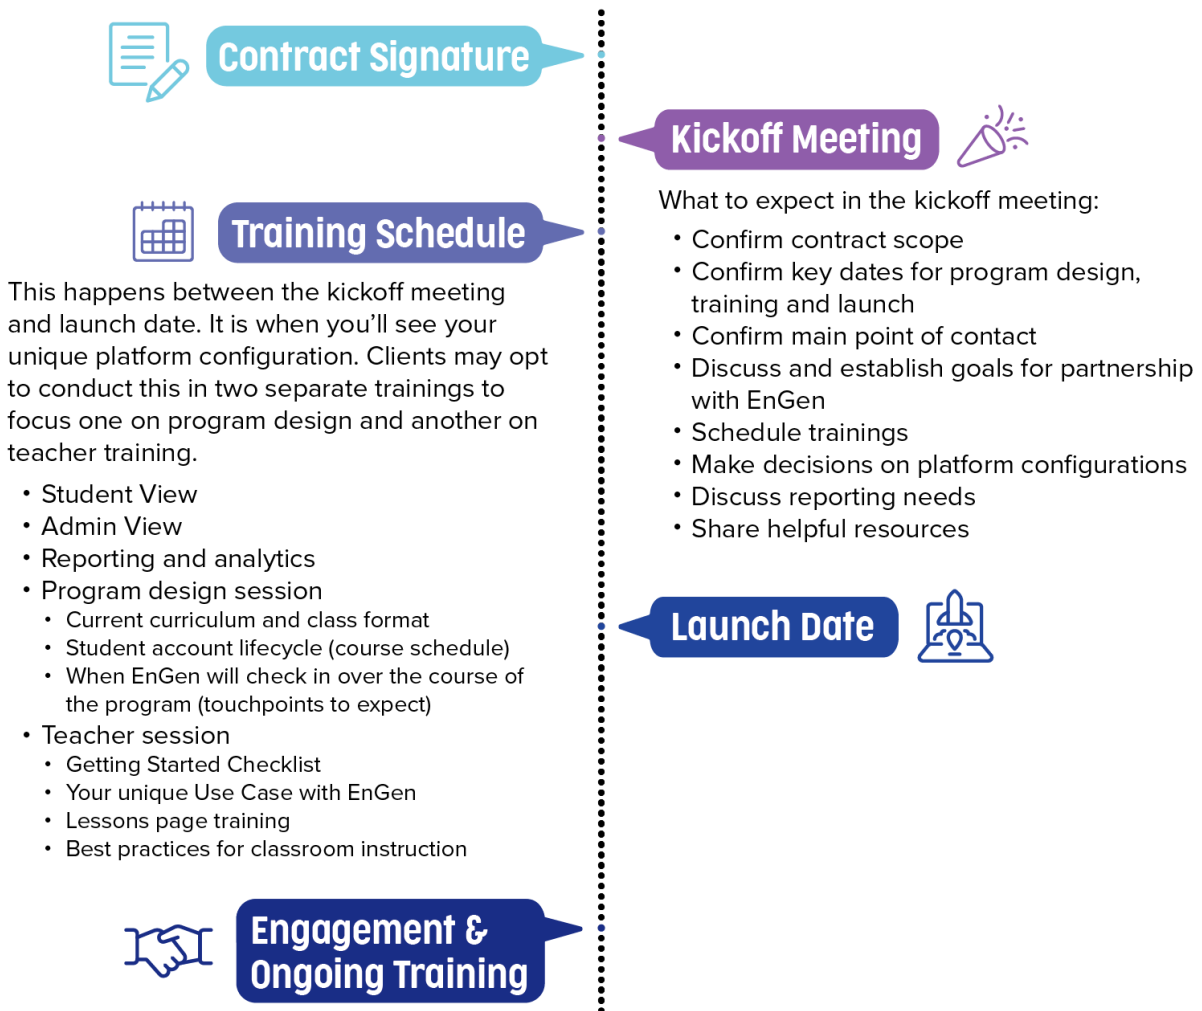 Contract Signature
Kickoff Meeting
What to expect in the kickoff meeting:
• Confirm contract scope
• Confirm key dates for program design,
training and launch
• Confirm main point of contact
• Discuss and establish goals for partnership
with EnGen
• Schedule trainings
• Make decisions on platform configurations
• Discuss reporting needs
• Share helpful resources
Training Schedule
This happens between the kickoff meeting
and launch date. It is when you’ll see your
unique platform configuration. Clients may opt
to conduct this in two separate trainings to
focus one on program design and another on
teacher training.
• Student View
• Admin View
• Reporting and analytics
• Program design session
• Current curriculum and class format
• Student account lifecycle (course schedule)
• When EnGen will check in over the course of
the program (touchpoints to expect)
• Teacher session
• Getting Started Checklist
• Your unique Use Case with EnGen
• Lessons page training
• Best practices for classroom instruction
Launch Date
Engagement &
Ongoing Training